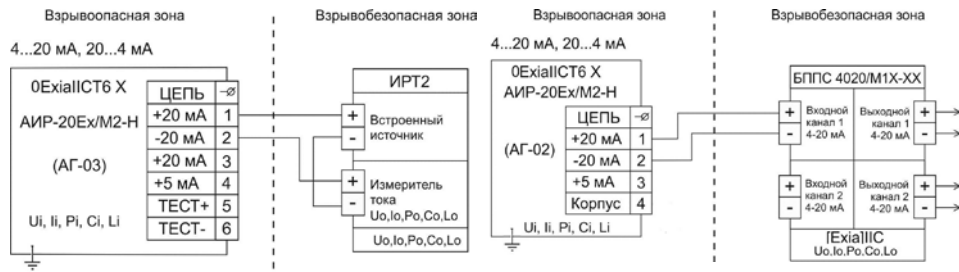 Взрывоопасная зона
Взрывобезопасная зона
4...20 мА, 20...4 мА
0ExiaIICT6 X
АИР-20Ex/M2-H
(АГ-03)
Ui, Ii, Pi, Ci, Li
ЦЕПЬ -ø
+20 мА 1
-20 мА 2
+20 мА 3
+5 мА 4
ТЕСТ+ 5
ТЕСТ- 6
ИРТ2
+ Встроенный
- источник
+ Измеритель
- тока
Uo,Io,Po,Co,Lo
Uo,Io,Po,Co,Lo
Взрывоопасная зона
Взрывобезопасная зона
4...20 мА, 20...4 мА
0ExiaIICT6 X
АИР-20Ex/M2-H
(АГ-02)
ЦЕПЬ -ø
+20 мА 1
-20 мА 2
+5 мА 3
Корпус 4
Ui, Ii, Pi, Ci, Li
БППС 4020/М1Х-ХХ
+ Входной Выходной +
- канал 1 канал 1 -
4-20 мА 4-20 мА
+ Входной Выходной +
- канал 2 канал 2 -
4-20 мА 4-20 мА
[Exia]IIC
Uo.Io.Po.Co.Lo